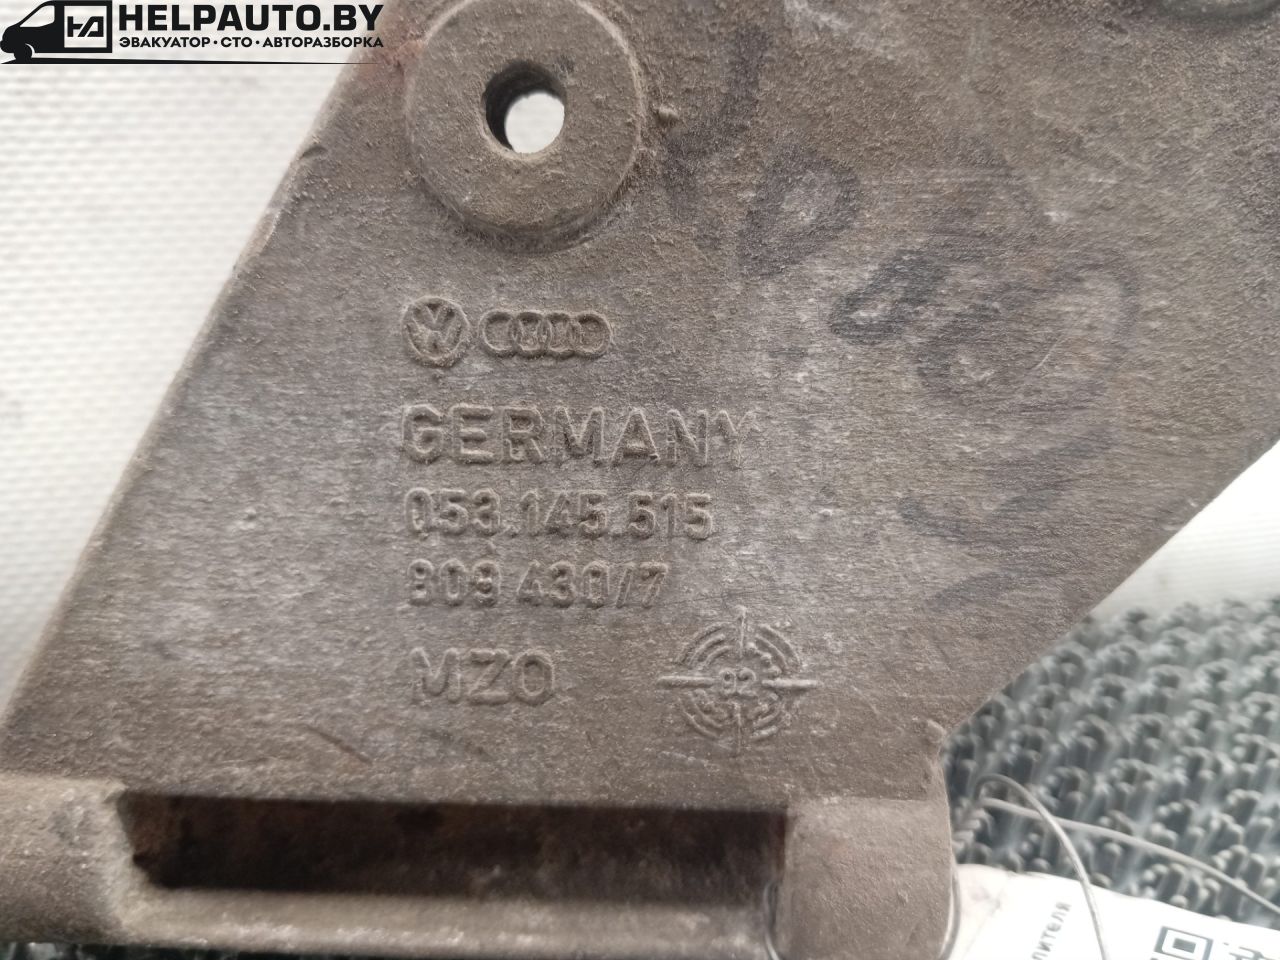 HELPAUTO.BY
ЭВАКУАТОР·СТО·АВТОРАЗБОРКА
GERMANY
053.145.515
809 430/7
MZO
92